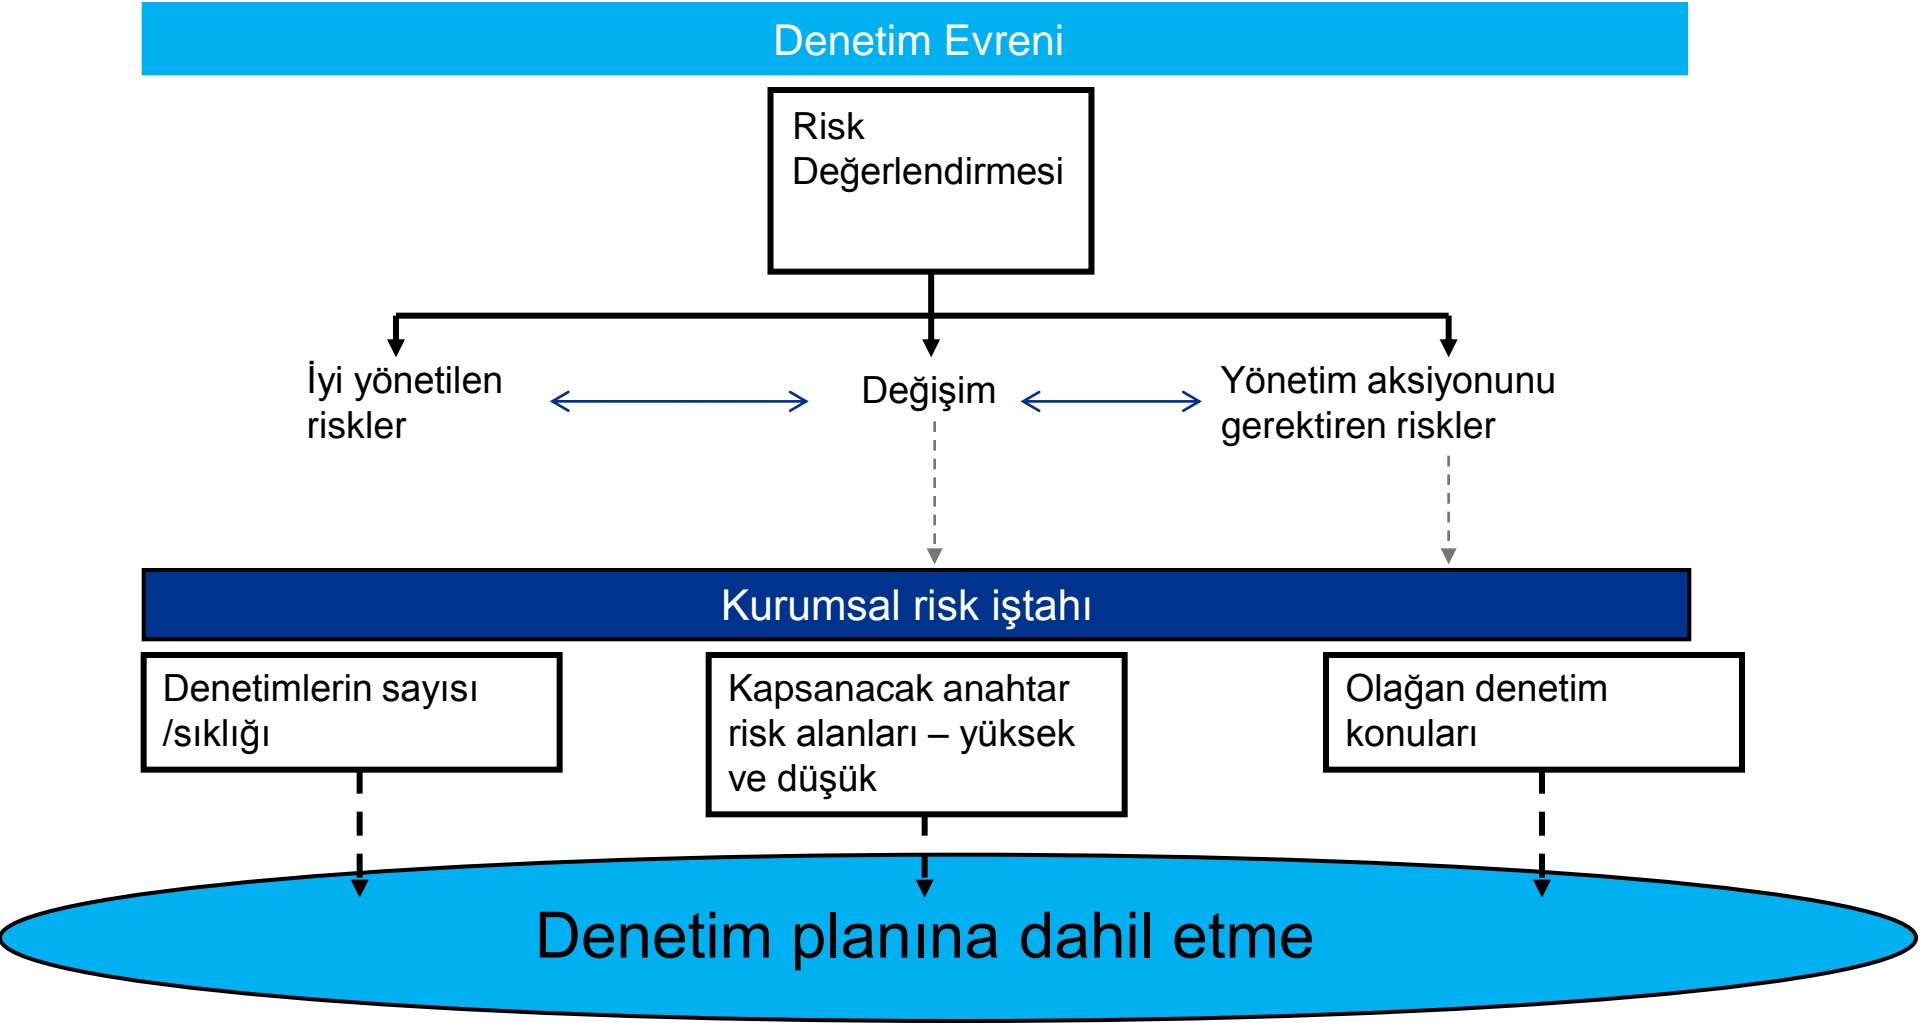 Denetim Evreni
Risk
Değerlendirmesi
İyi yönetilen
riskler
Değişim
Yönetim aksiyonunu
gerektiren riskler
Kurumsal risk iştahı
Denetimlerin sayısı
/sıklığı
Kapsanacak anahtar
risk alanları – yüksek
ve düşük
Olağan denetim
konulárı
Denetim planına dahil etme